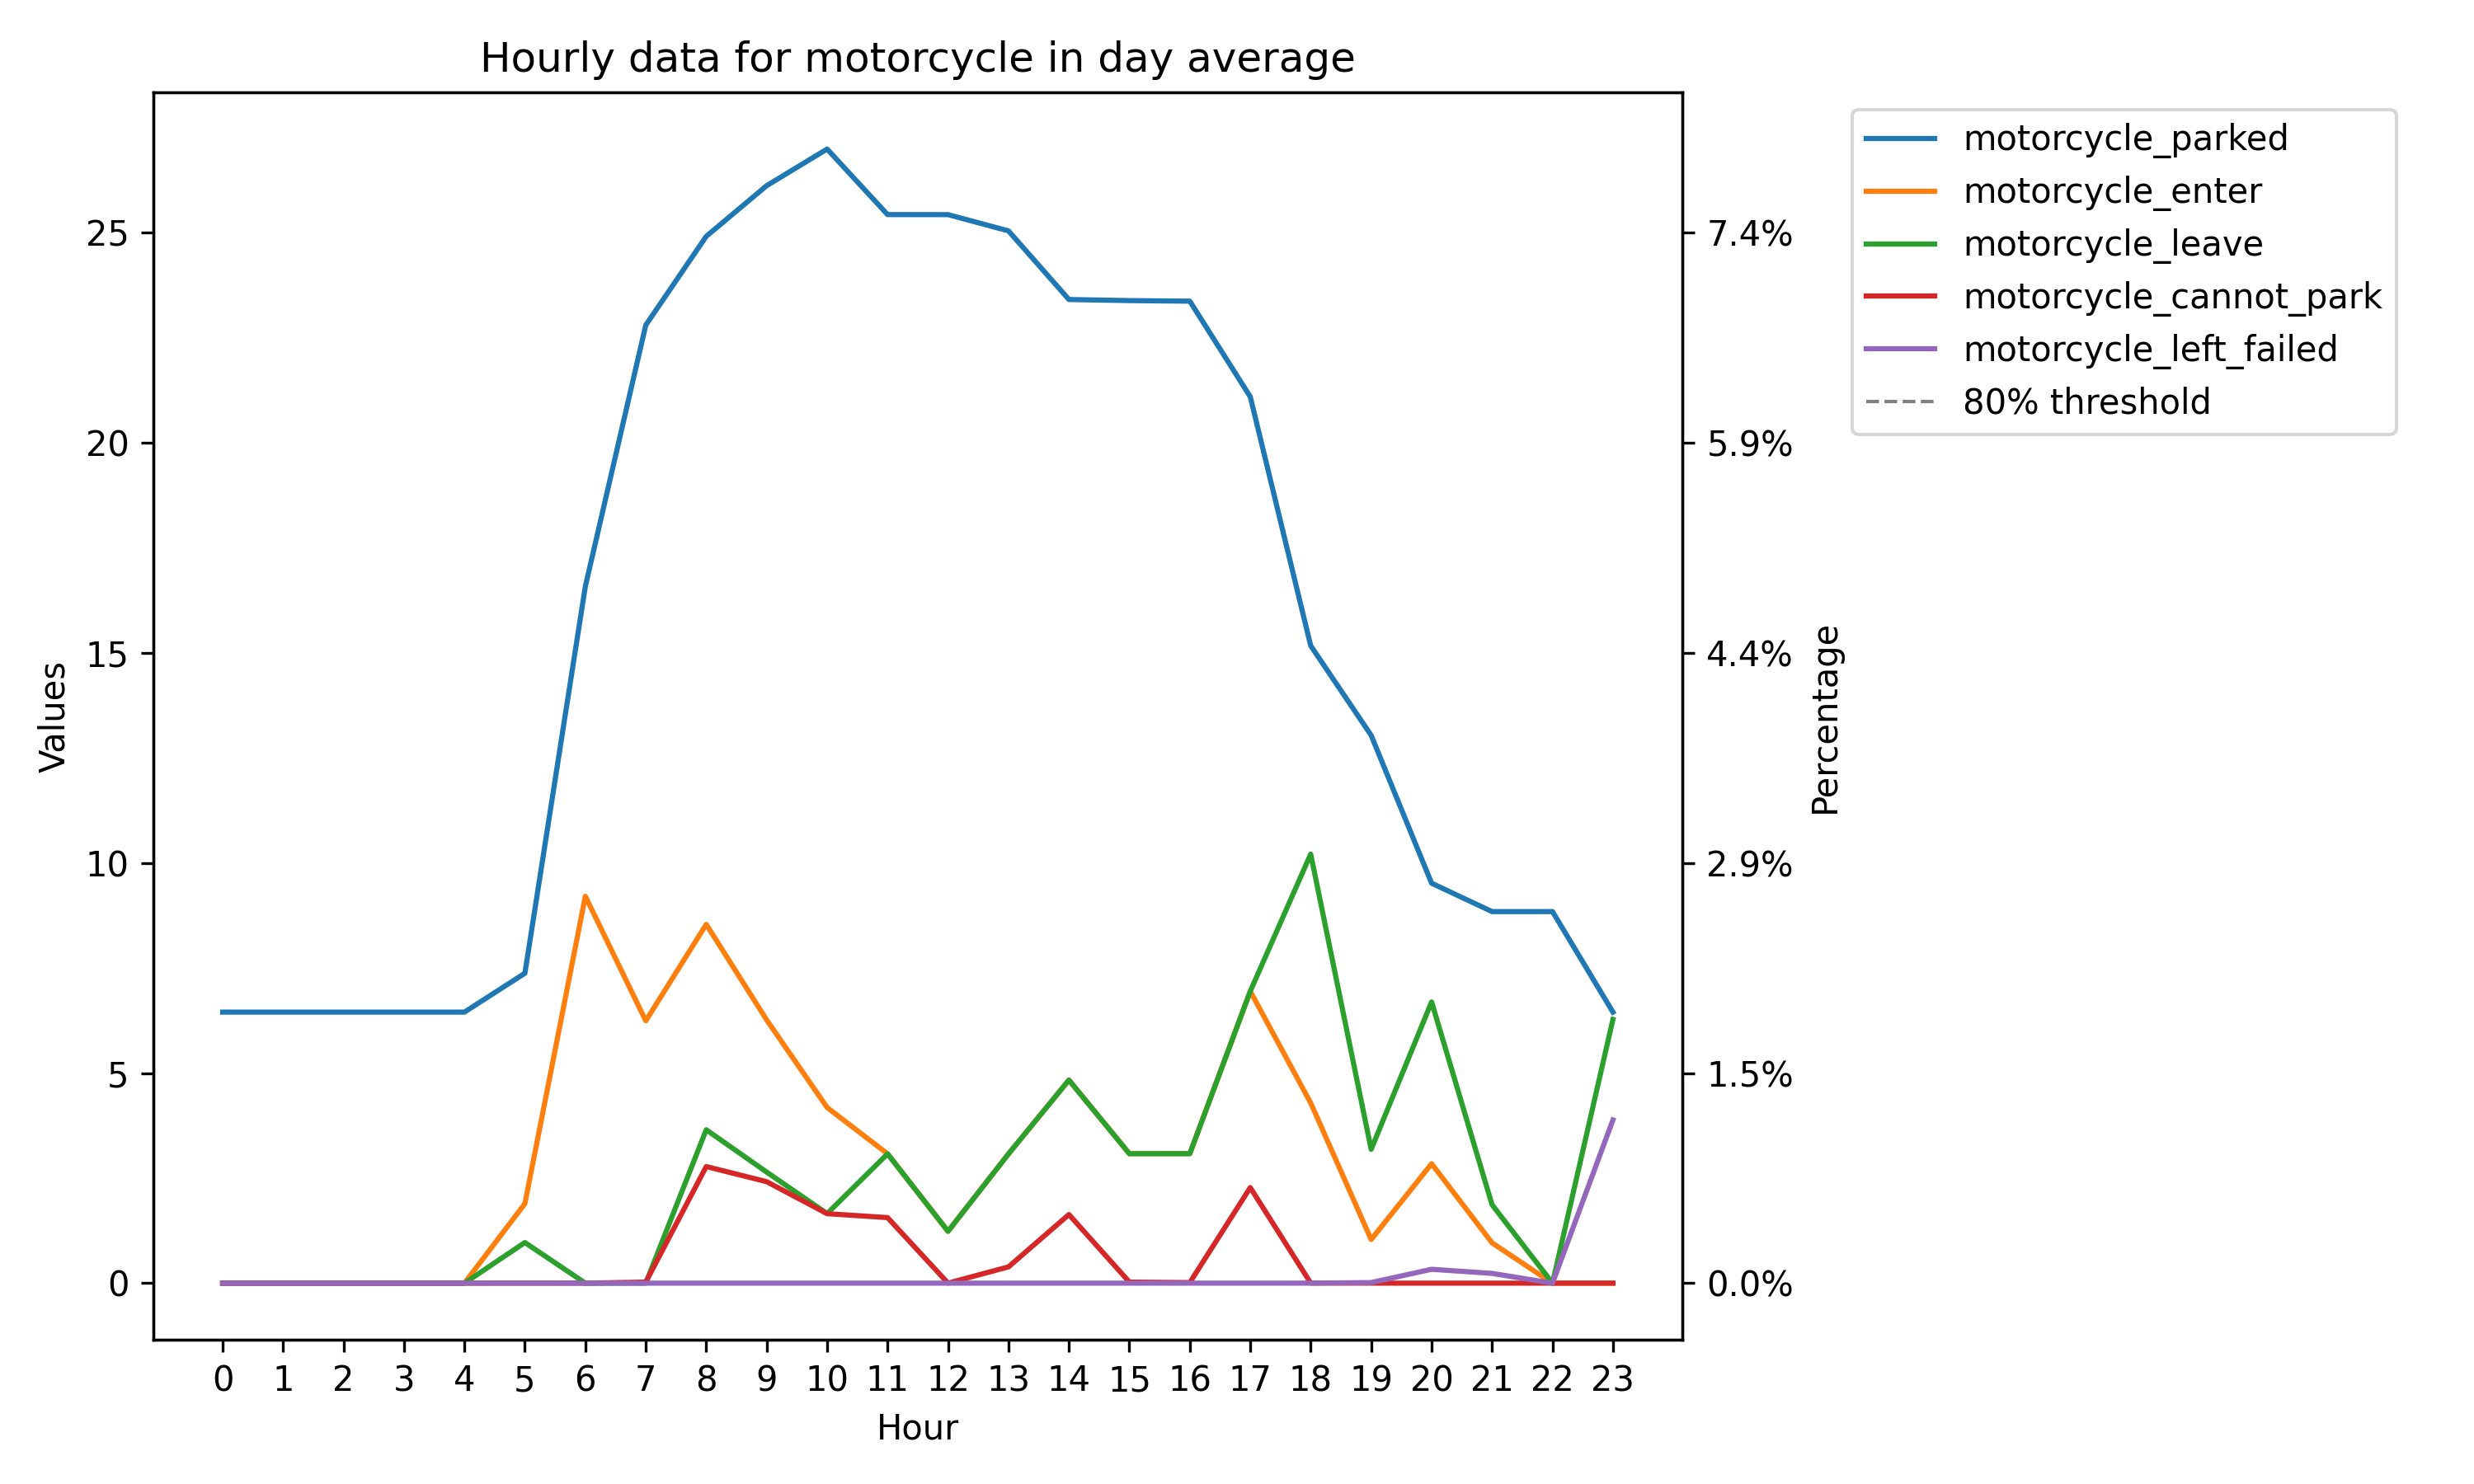 Hourly data for motorcycle in day average
motorcycle_parked
motorcycle_enter
motorcycle_leave
motorcycle_cannot_park
motorcycle_left_failed
80% threshold
Values
25
20
15
10
5
0
7.4%
5.9%
4.4%
2.9%
1.5%
0.0%
Percentage
0 1 2 3 4 5 6 7 8 9 10 11 12 13 14 15 16 17 18 19 20 21 22 23
Hour